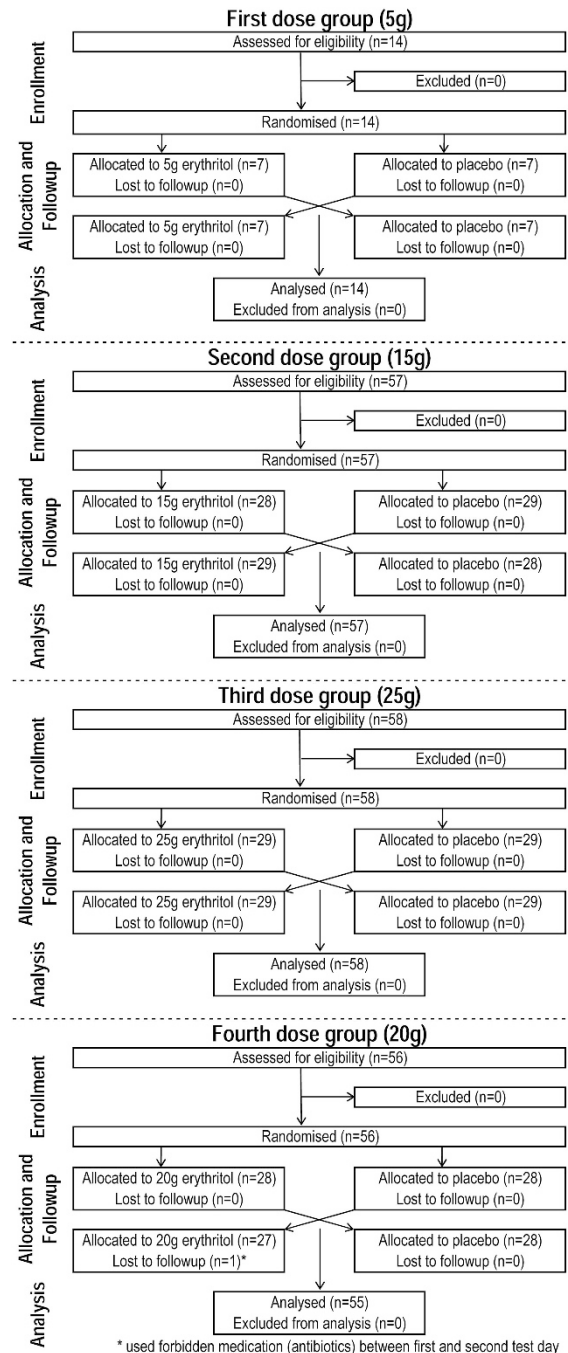 First dose group (5g)
Assessed for eligibility (n=14)
Enrollment
Excluded (n=0)
Randomised (n=14)
Allocation and
Followup
Allocated to 5g erythritol (n=7)
Lost to followup (n=0)
Allocated to placebo (n=7)
Lost to followup (n=0)
Allocated to 5g erythritol (n=7)
Lost to followup (n=0)
Allocated to placebo (n=7)
Lost to followup (n=0)
Analysis
Analysed (n=14)
Excluded from analysis (n=0)
Second dose group (15g)
Assessed for eligibility (n=57)
Enrollment
Excluded (n=0)
Randomised (n=57)
Allocation and
Followup
Allocated to 15g erythritol (n=28)
Lost to followup (n=0)
Allocated to placebo (n=29)
Lost to followup (n=0)
Allocated to 15g erythritol (n=29)
Lost to followup (n=0)
Allocated to placebo (n=28)
Lost to followup (n=0)
Analysis
Analysed (n=57)
Excluded from analysis (n=0)
Third dose group (25g)
Assessed for eligibility (n=58)
Enrollment
Excluded (n=0)
Randomised (n=58)
Allocation and
Followup
Allocated to 25g erythritol (n=29)
Lost to followup (n=0)
Allocated to placebo (n=29)
Lost to followup (n=0)
Allocated to 25g erythritol (n=29)
Lost to followup (n=0)
Allocated to placebo (n=29)
Lost to followup (n=0)
Analysis
Analysed (n=58)
Excluded from analysis (n=0)
Fourth dose group (20g)
Assessed for eligibility (n=56)
Enrollment
Excluded (n=0)
Randomised (n=56)
Allocation and
Followup
Allocated to 20g erythritol (n=28)
Lost to followup (n=0)
Allocated to placebo (n=28)
Lost to followup (n=0)
Allocated to 20g erythritol (n=27)
Lost to followup (n=1)*
Allocated to placebo (n=28)
Lost to followup (n=0)
Analysis
Analysed (n=55)
Excluded from analysis (n=0)
* used forbidden medication (antibiotics) between first and second test day